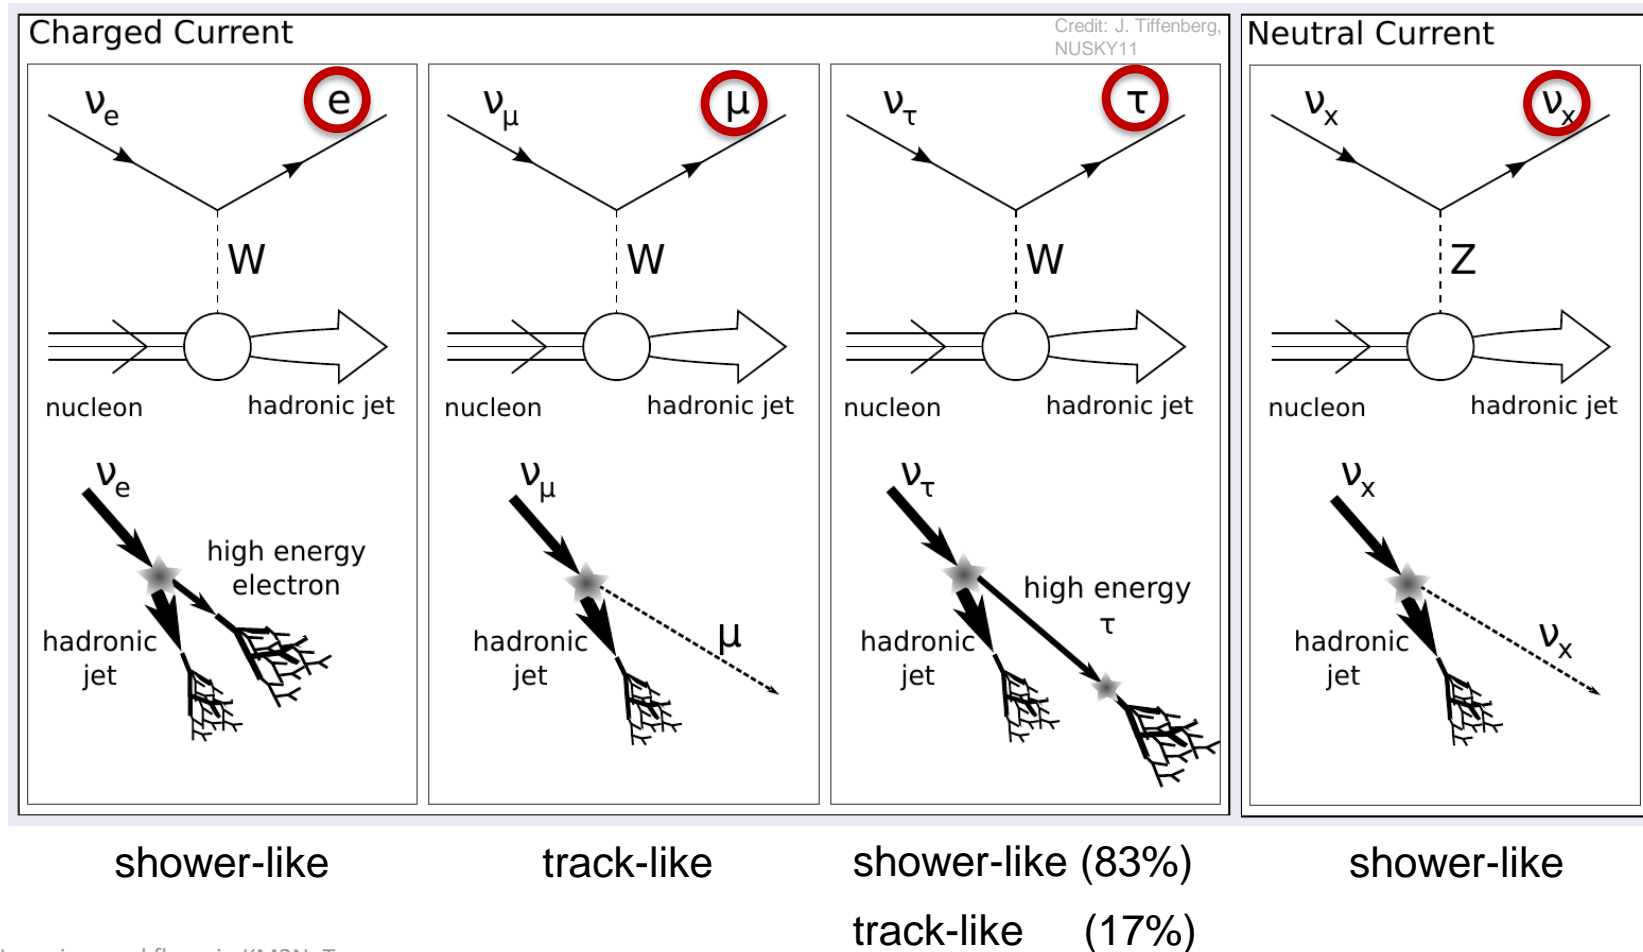 Charged Current
Credit: J. Tiffenberg,
NUSKY11
Neutral Current
νe
e
W
nucleon
hadronic jet
νe
high energy
electron
hadronic
jet
νμ
μ
W
nucleon
hadronic jet
νμ
hadronic
jet
μ
ντ
τ
W
nucleon
hadronic jet
ντ
high energy
τ
hadronic
jet
νx
νx
Z
nucleon
hadronic jet
νx
hadronic
jet
νx
shower-like
track-like
shower-like (83%)
track-like (17%)
shower-like